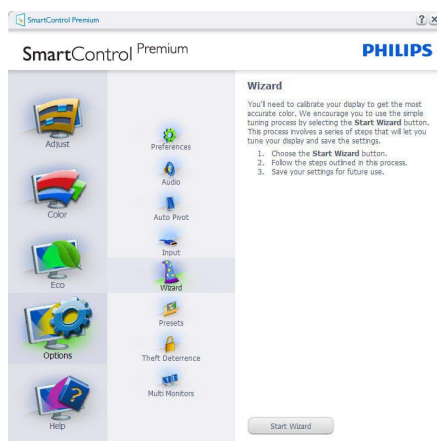 SmartControl Premium
SmartControl Premium
PHILIPS
Adjust
Color
Eco
Options
Help
Preferences
Audio
Auto Pivot
Input
Wizard
Presets
Theft Deterrence
Multi Monitors
Wizard
You'll need to calibrate your display to get the most
accurate color. We encourage you to use the simple
tuning process by selecting the Start Wizard button.
This process involves a series of steps that will let you
tune your display and save the settings.
1. Choose the Start Wizard button.
2. Follow the steps outlined in this process.
3. Save your settings for future use.
Start Wizard